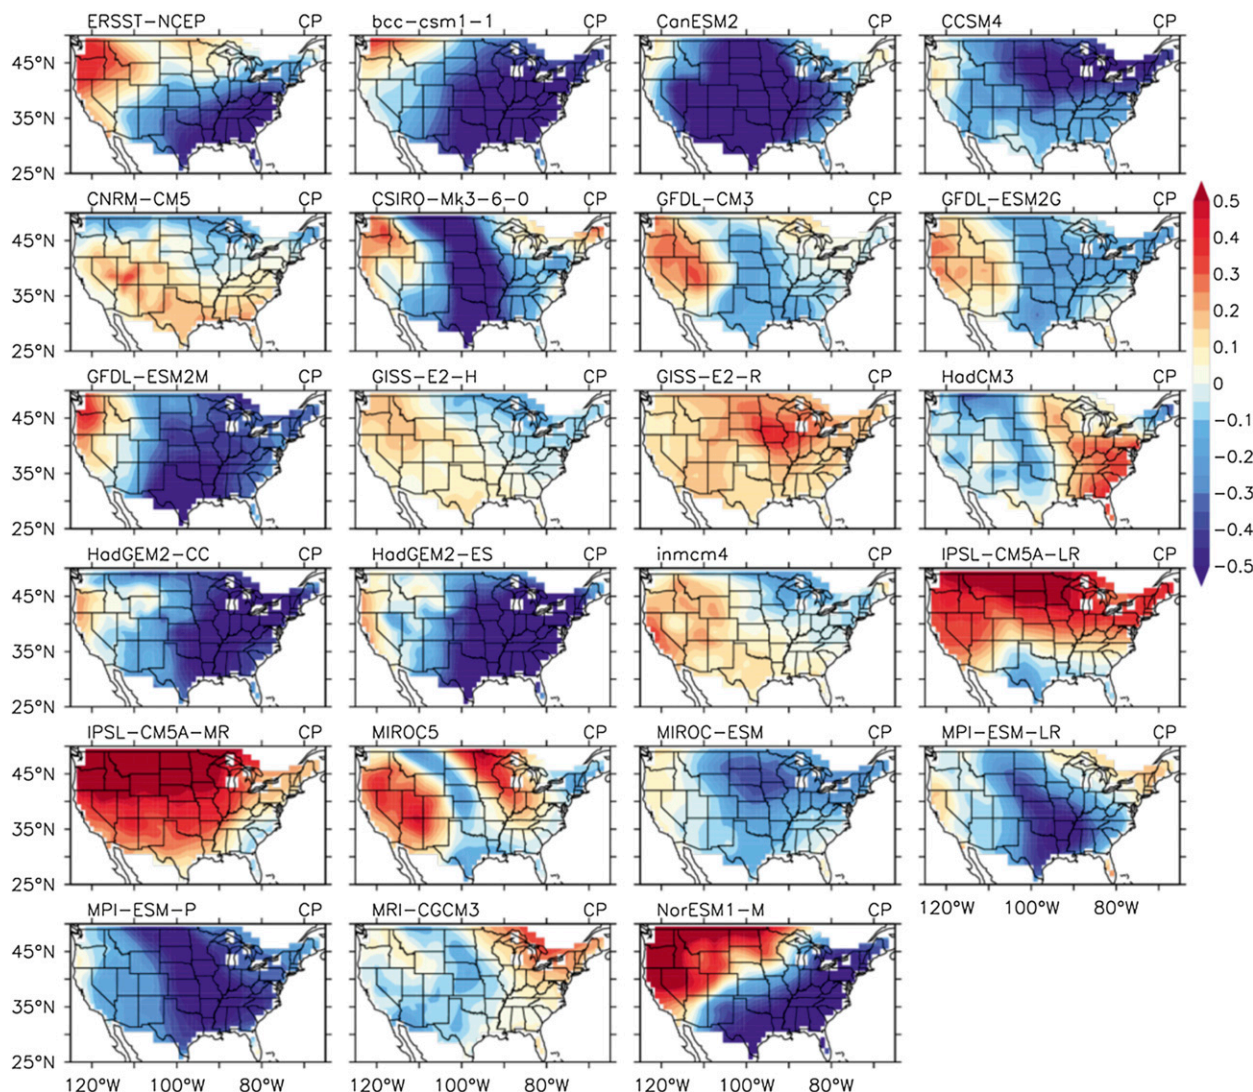 ERSST-NCEP CP bcc-csm1-1 CP CanESM2 CP CCSM4 CP
45°N
35°N
25°N
CNRM-CM5 CP CSIRO-Mk3-6-0 CP GFDL-CM3 CP GFDL-ESM2G CP
45°N
35°N
25°N
GFDL-ESM2M CP GISS-E2-H CP GISS-E2-R CP HadCM3 CP
45°N
35°N
25°N
HadGEM2-CC CP HadGEM2-ES CP inmcm4 CP IPSL-CM5A-LR CP
45°N
35°N
25°N
IPSL-CM5A-MR CP MIROC5 CP MIROC-ESM CP MPI-ESM-LR CP
45°N
35°N
25°N
120°W 100°W 80°W
MPI-ESM-P CP MRI-CGCM3 CP NorESM1-M CP
45°N
35°N
25°N
120°W 100°W 80°W 120°W 100°W 80°W 120°W 100°W 80°W
0.5
0.4
0.3
0.2
0.1
0
-0.1
-0.2
-0.3
-0.4
-0.5